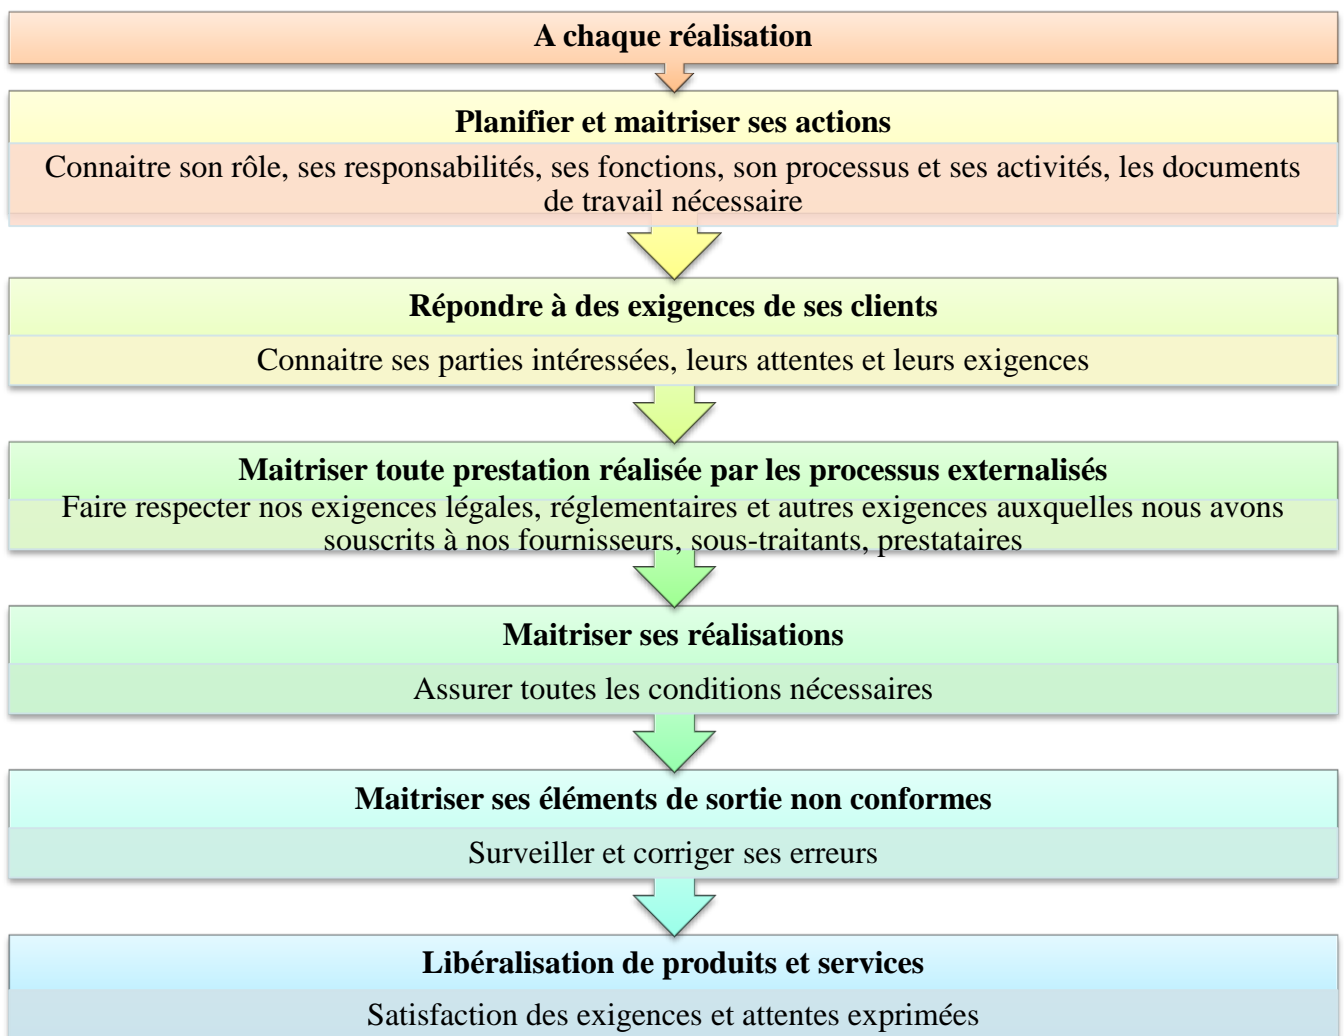 A chaque réalisation
Planifier et maitriser ses actions
Connaitre son rôle, ses responsabilités, ses fonctions, son processus et ses activités, les documents
de travail nécessaire
Répondre à des exigences de ses clients
Connaitre ses parties intéressées, leurs attentes et leurs exigences
Maitriser toute prestation réalisée par les processus externalisés
Faire respecter nos exigences légales, réglementaires et autres exigences auxquelles nous avons
souscrits à nos fournisseurs, sous-traitants, prestataires
Maitriser ses réalisations
Assurer toutes les conditions nécessaires
Maitriser ses éléments de sortie non conformes
Surveiller et corriger ses erreurs
Libéralisation de produits et services
Satisfaction des exigences et attentes exprimées